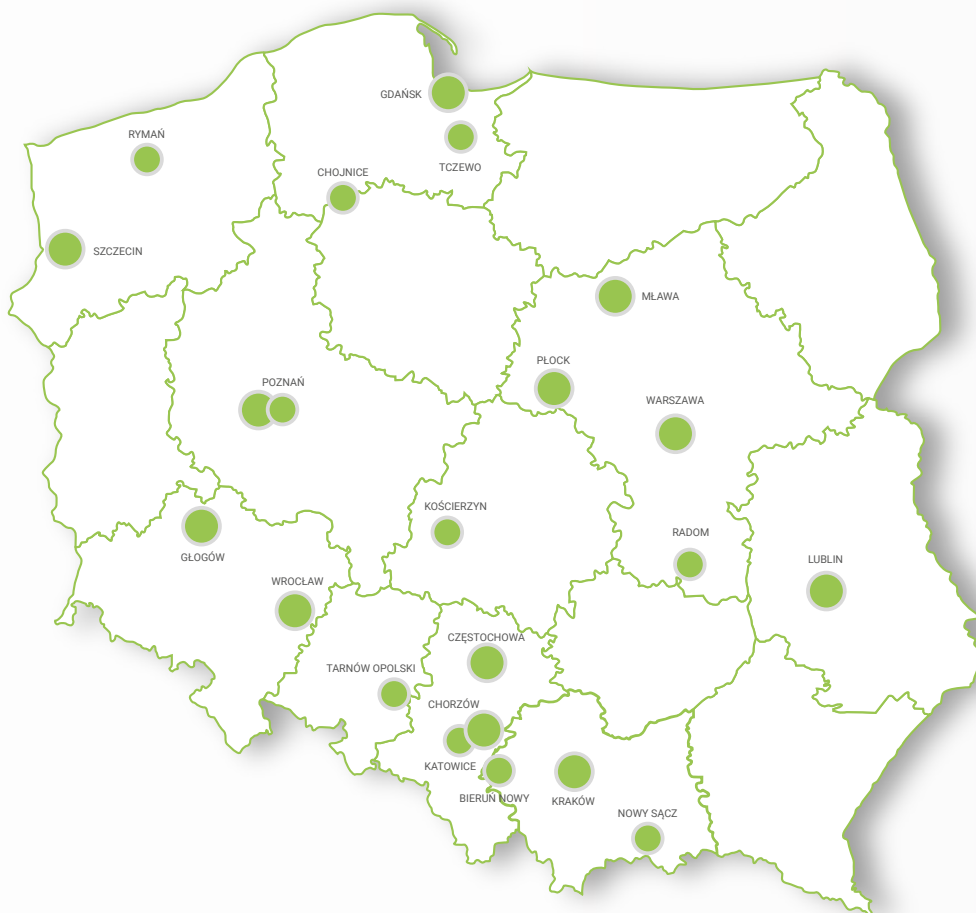 GDAŃSK
RYMAŃ
TCZEWO
CHOJNICE
SZCZECIN
MŁAWA
PŁOCK
POZNAŃ
WARSZAWA
KOŚCIERZYN
RADOM
GŁOGÓW
LUBLIN
WROCŁAW
CZĘSTOCHOWA
TARNÓW OPOLSKI
CHORZÓW
KATOWICE
BIERUŃ NOWY
KRAKÓW
NOWY SĄCZ